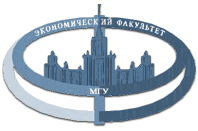 ЭКОНОМИЧЕСКИЙ ФАКУЛЬТЕТ
МГУ